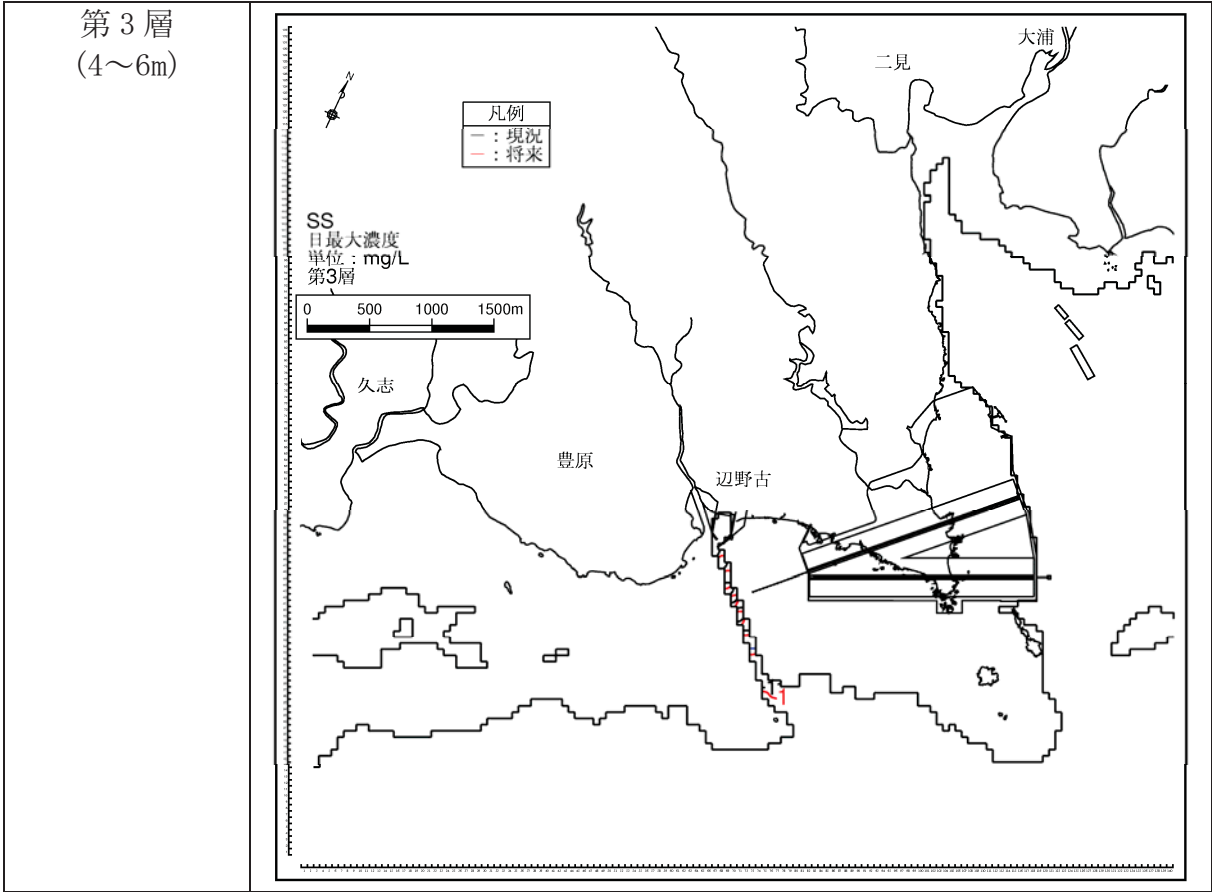 第3層
(4～6m)
大浦
二見
N
凡例
－：現況
－：将来
SS
日最大濃度
単位：mg/L
第3層
0 500 1000 1500m
久志
豊原
辺野古
1